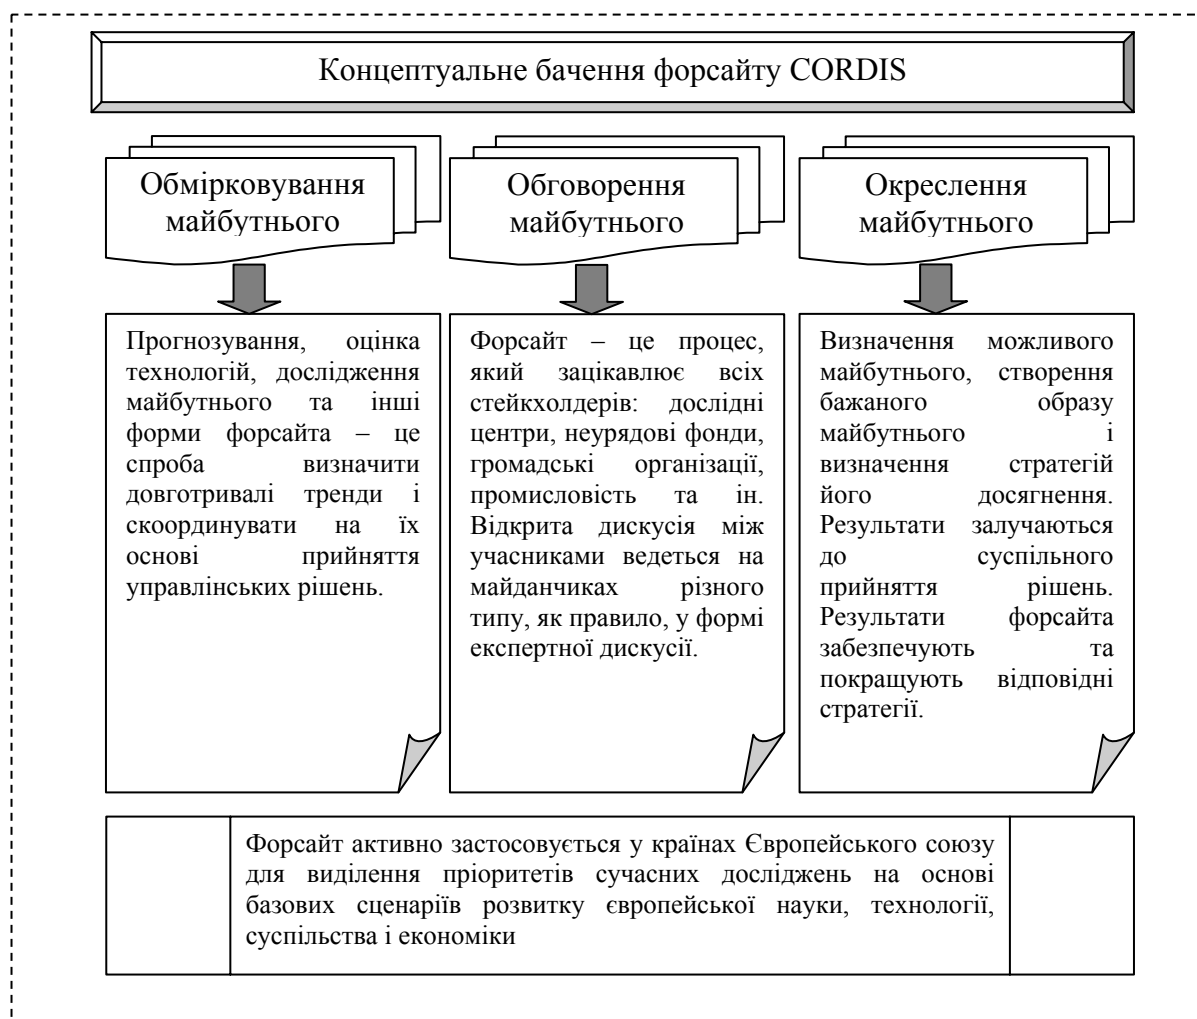 Концептуальне бачення форсайту CORDIS
Обмірковування
майбутнього
Обговорення
майбутнього
Окреслення
майбутнього
Прогнозування, оцінка
технологій, дослідження
майбутнього та інші
форми форсайта – це
спроба визначити
довготривалі тренди і
скоординувати на їх
основі прийняття
управлінських рішень.
Форсайт – це процес,
який зацікавлює всіх
стейкхолдерів: дослідні
центри, неурядові фонди,
громадські організації,
промисловість та ін.
Відкрита дискусія між
учасниками ведеться на
майданчиках різного
типу, як правило, у формі
експертної дискусії.
Визначення можливого
майбутнього, створення
бажаного образу
майбутнього і
визначення стратегій
його досягнення.
Результати залучаються
до суспільного
прийняття рішень.
Результати форсайта
забезпечують та
покращують відповідні
стратегії.
Форсайт активно застосовується у країнах Європейського союзу
для виділення пріоритетів сучасних досліджень на основі
базових сценаріїв розвитку європейської науки, технології,
суспільства і економіки